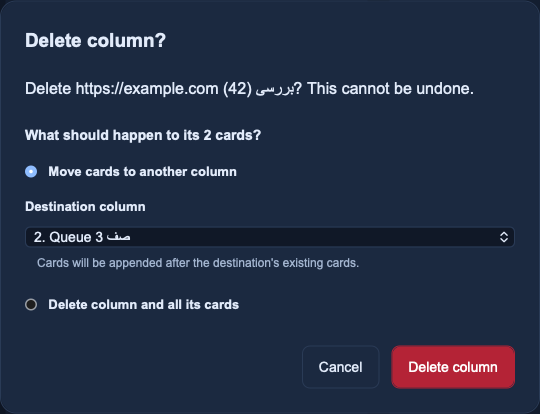 Delete column?
Delete https://example.com (42) بررسی? This cannot be undone.
What should happen to its 2 cards?
Move cards to another column
Destination column
2. Queue 3 صف
Cards will be appended after the destination's existing cards.
Delete column and all its cards
Cancel
Delete column